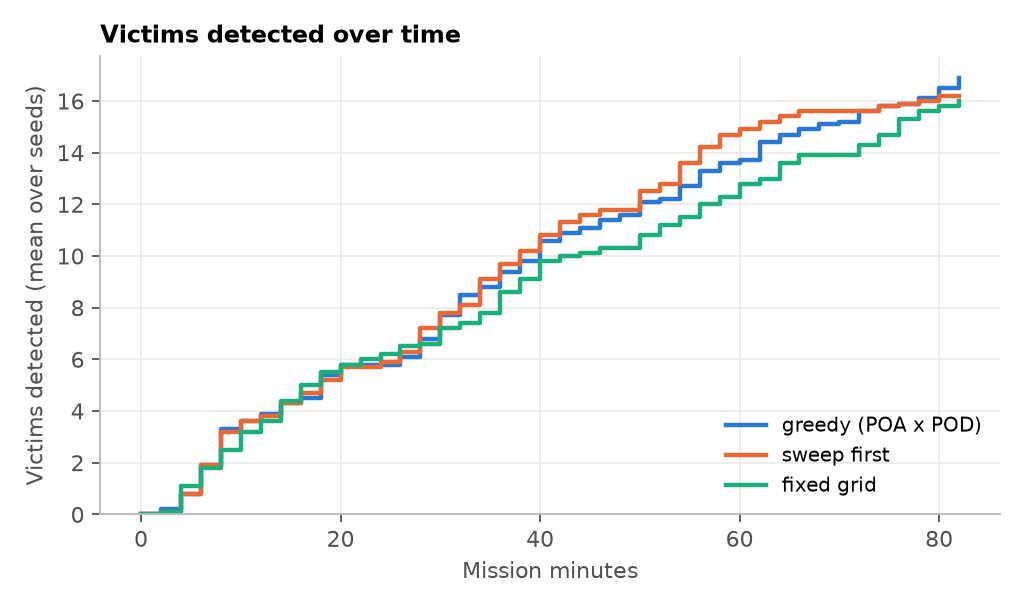 Victims detected over time
Victims detected (mean over seeds)
16
14
12
10
8
6
4
2
0
greedy (POA x POD)
sweep first
fixed grid
0 20 40 60 80
Mission minutes